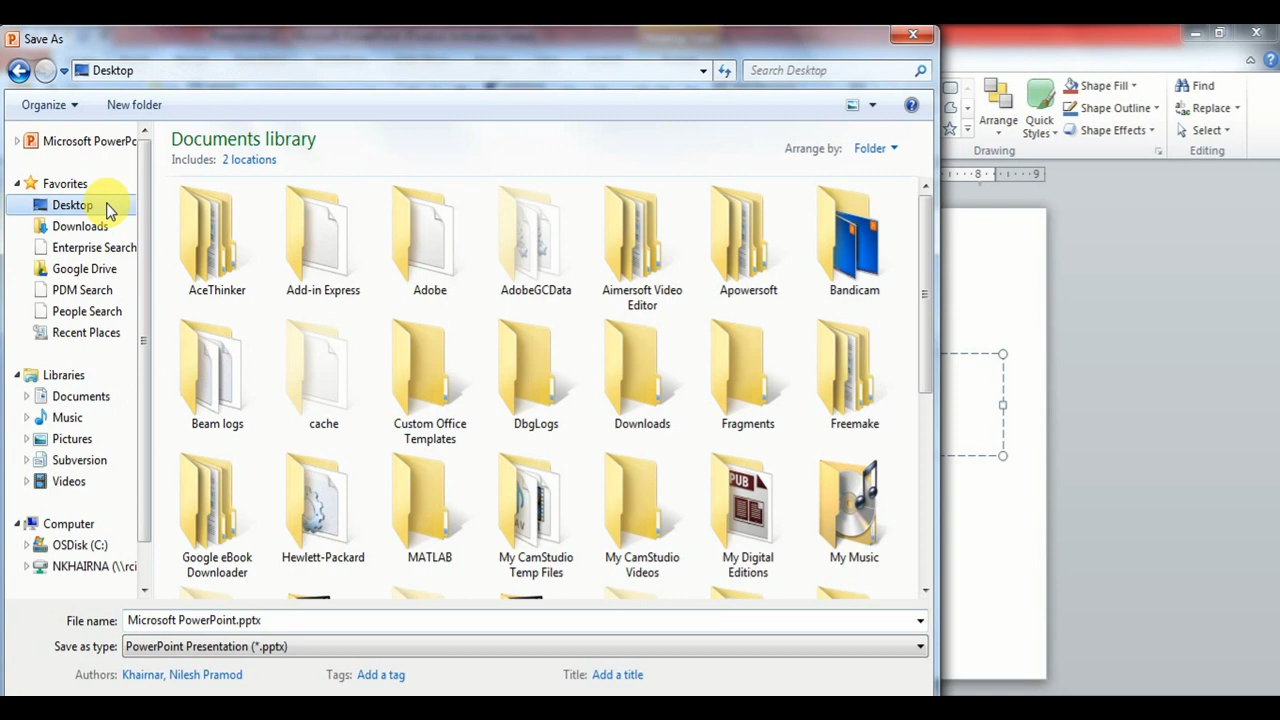 Save As
Desktop
Search Desktop
Organize
New folder
Microsoft PowerPc
Favorites
Desktop
Downloads
Enterprise Search
Google Drive
PDM Search
People Search
Recent Places
Libraries
Documents
Music
Pictures
Subversion
Videos
Computer
OSDisk (C:)
NKHAIRNA (\\rci
Documents library
Includes: 2 locations
Arrange by: Folder
AceThinker
Add-in Express
Adobe
AdobeGCData
Aimersoft Video
Editor
Apowersoft
Bandicam
Beam logs
cache
Custom Office
Templates
DbgLogs
Downloads
Fragments
Freemake
Google eBook
Downloader
Hewlett-Packard
MATLAB
My CamStudio
Temp Files
My CamStudio
Videos
My Digital
Editions
My Music
PUB
File name: Microsoft PowerPoint.pptx
Save as type: PowerPoint Presentation (*.pptx)
Authors: Khairnar, Nilesh Pramod
Tags: Add a tag
Title: Add a title
Arrange
Quick
Styles
Shape Fill
Shape Outline
Shape Effects
Drawing
Find
Replace
Select
Editing
8 9